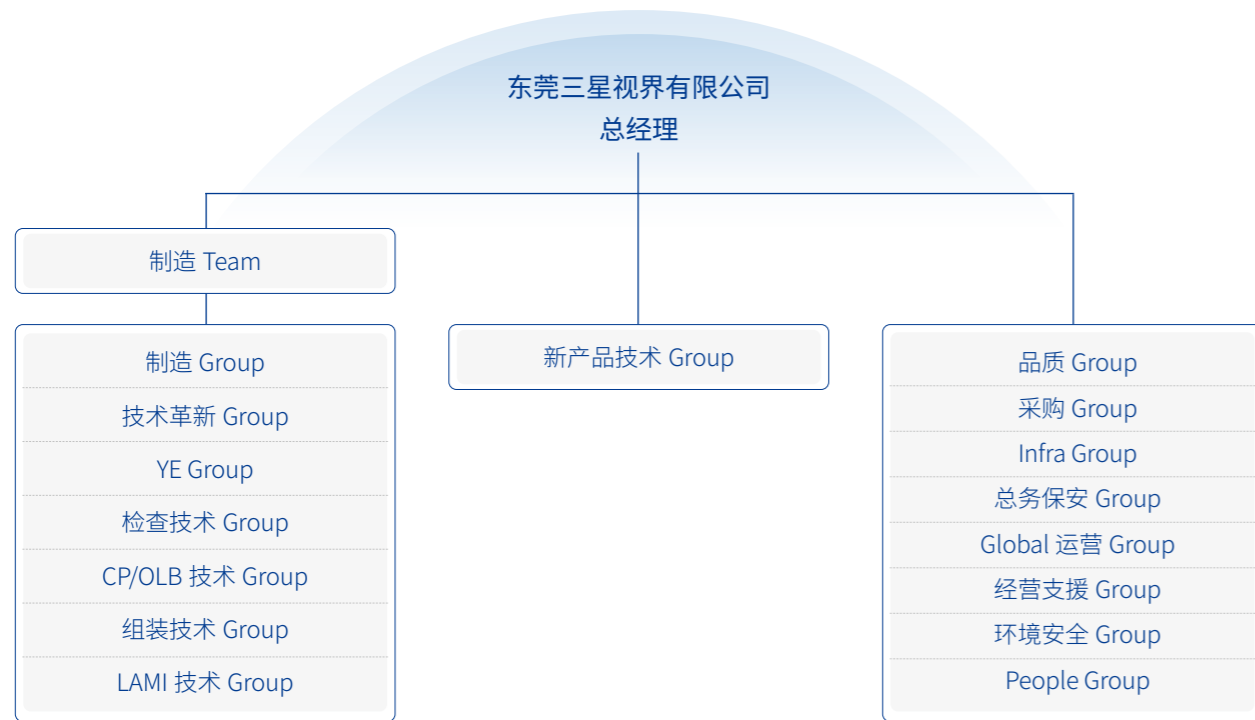 东莞三星视界有限公司
总经理
制造 Team
制造 Group
技术革新 Group
YE Group
检查技术 Group
CP/OLB 技术 Group
组装技术 Group
LAMI 技术 Group
新产品技术 Group
品质 Group
采购 Group
Infra Group
总务保安 Group
Global 运营 Group
经营支援 Group
环境安全 Group
People Group